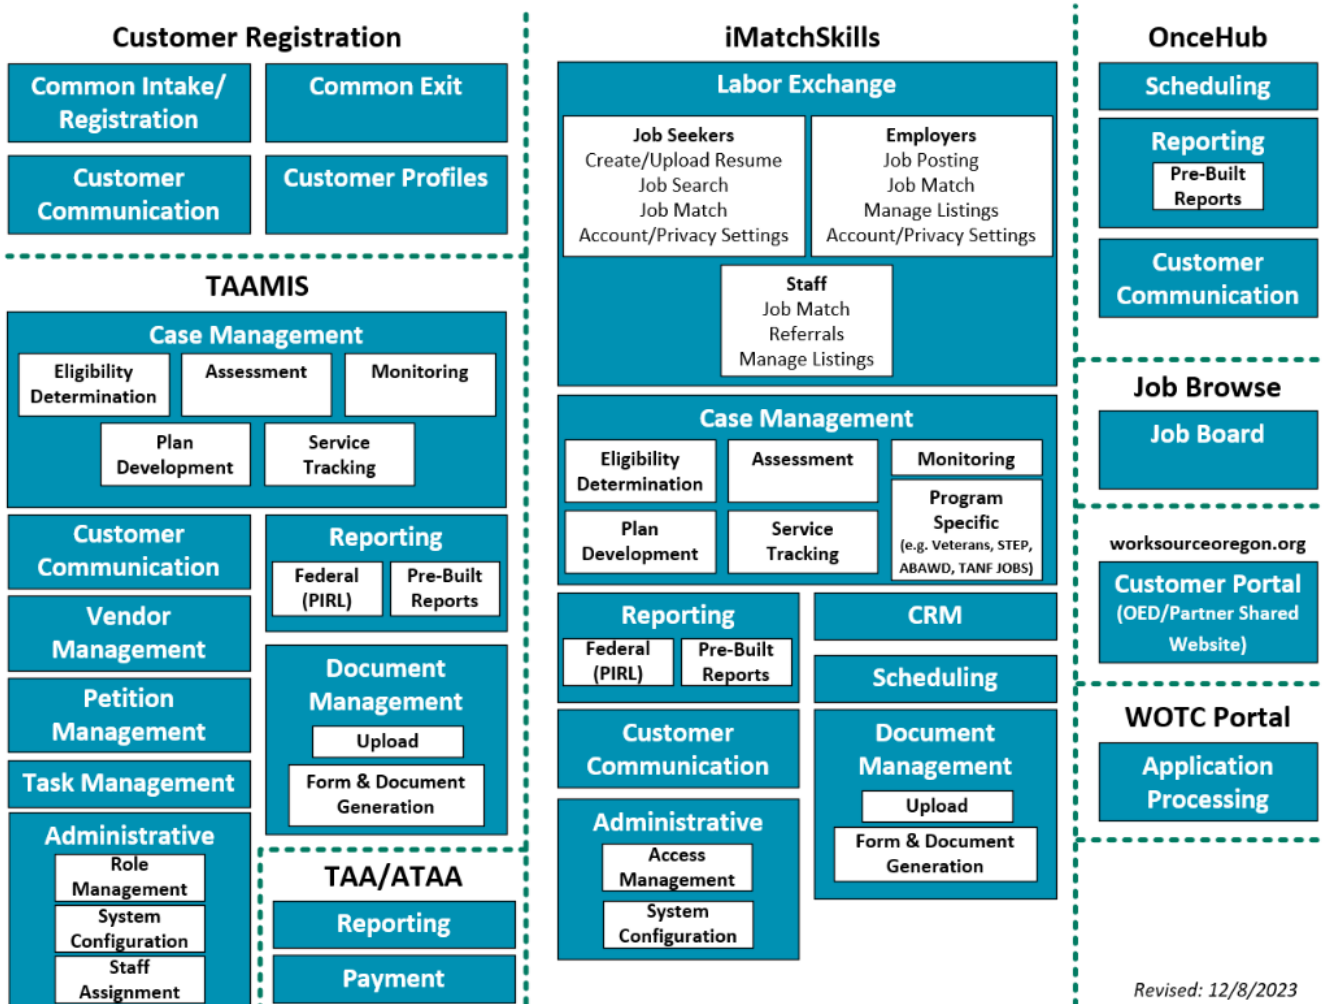 Customer Registration
Common Intake/
Registration
Common Exit
Customer
Communication
Customer Profiles
TAAMIS
Case Management
Eligibility
Determination
Assessment
Monitoring
Plan
Development
Service
Tracking
Customer
Communication
Reporting
Federal
(PIRL)
Pre-Built
Reports
Vendor
Management
Petition
Management
Task Management
Document
Management
Upload
Form & Document
Generation
Administrative
Role
Management
System
Configuration
Staff
Assignment
TAA/ATAA
Reporting
Payment
iMatchSkills
Labor Exchange
Job Seekers
Create/Upload Resume
Job Search
Job Match
Account/Privacy Settings
Employers
Job Posting
Job Match
Manage Listings
Account/Privacy Settings
Staff
Job Match
Referrals
Manage Listings
Case Management
Eligibility
Determination
Assessment
Monitoring
Plan
Development
Service
Tracking
Program
Specific
(e.g. Veterans, STEP,
ABAWD, TANF JOBS)
Reporting
Federal
(PIRL)
Pre-Built
Reports
CRM
Scheduling
Customer
Communication
Document
Management
Upload
Form & Document
Generation
Administrative
Access
Management
System
Configuration
OnceHub
Scheduling
Reporting
Pre-Built
Reports
Customer
Communication
Job Browse
Job Board
worksourceoregon.org
Customer Portal
(OED/Partner Shared
Website)
WOTC Portal
Application
Processing
Revised: 12/8/2023